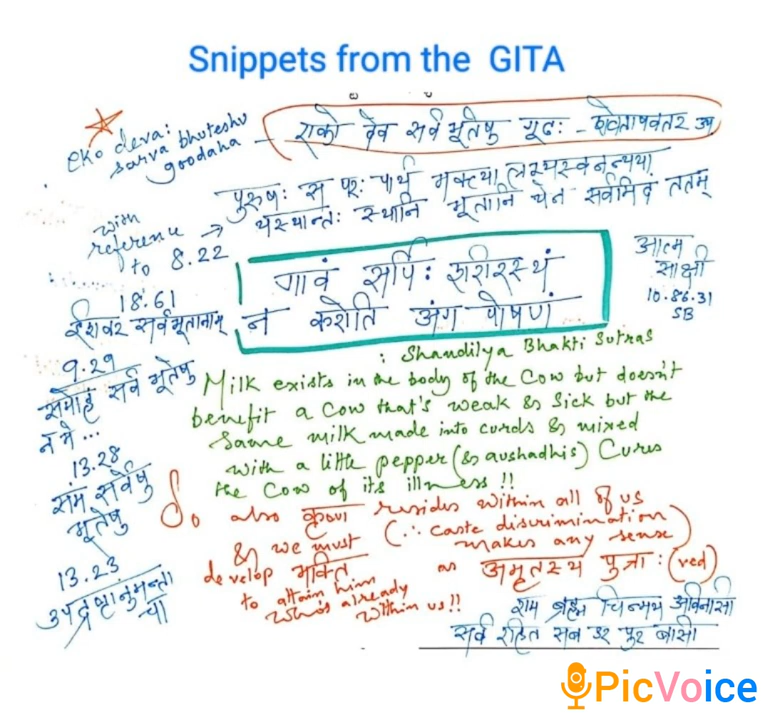 Snippets from the GITA
eko deva:
sarva bhuteshu
goodaha
एको देव सर्व भूतेषु गूढः - श्वेताश्वतर उप
पुरुषः स परः पार्थ भक्त्या लभ्यस्त्वनन्यया
यस्यान्तः स्थानि भूतानि येन सर्वमिदं ततम्
with
reference →
to 8.22
गावं सर्पिः शरीरस्थं
न करोति अंग पोषणं
आत्म
साक्षी
10.86.31
SB
18.61
ईश्वर सर्वभूतानाम्
9.29
समोहं सर्व भूतेषु
न मे ...
13.28
समं सर्वेषु
भूतेषु
13.23
उपद्रष्टानुमन्ता
चा
: Shandilya Bhakti Sutras
Milk exists in the body of the Cow but doesn't
benefit a Cow that's weak & Sick but the
Same milk made into curds & mixed
with a little pepper (& aushadhis) Cures
the Cow of its illness !!
So also कृष्ण resides within all of us
& we must (∴ caste discrimination
makes any sense)
develop भक्ति as अमृतस्य पुत्राः (red)
to attain him
who's already
within us!!
राम ब्रह्म चिन्मय अविनासी
सर्व रहित सब उर पुर बासी
PicVoice